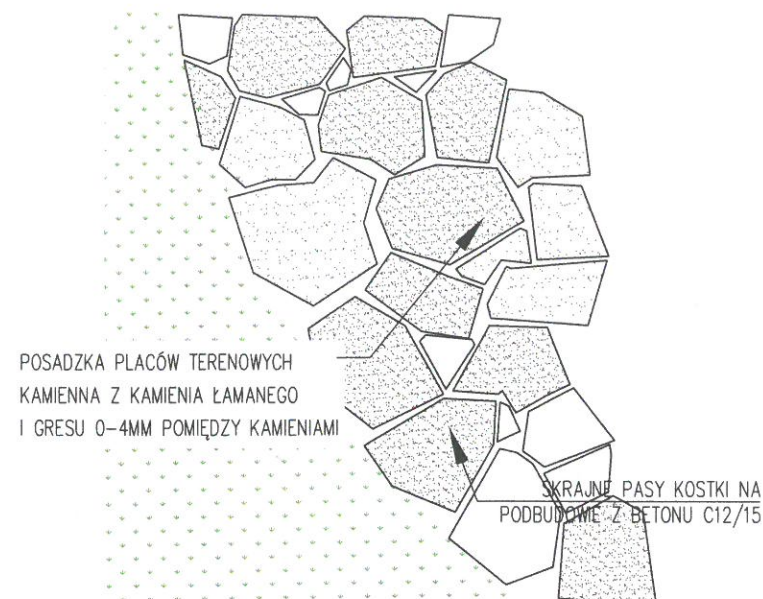 POSADZKA PLACÓW TERENOWYCH
KAMIENNA Z KAMIENIA ŁAMANEGO
I GRESU 0-4MM POMIĘDZY KAMIENIAMI
SKRAJNE PASY KOSTKI NA
PODBUDOWIE Z BETONU C12/15